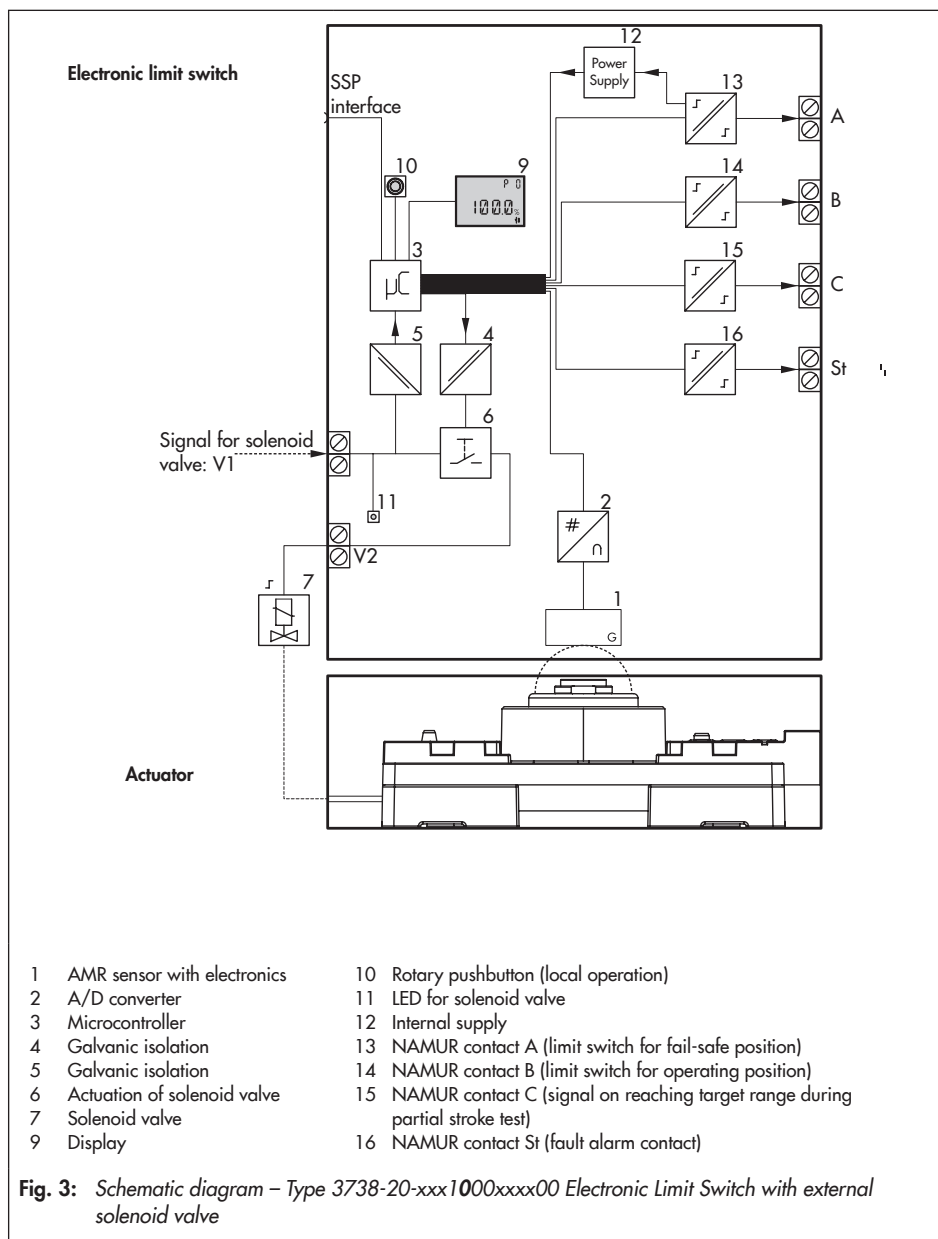 Electronic limit switch
SSP
interface
12
Power
Supply
13
A
10
9
P 0
100.0%
14
B
3
µC
15
C
5
4
16
St
6
Signal for solenoid
valve: V1
11
2
#
∩
V2
7
1
G
Actuator
1 AMR sensor with electronics
2 A/D converter
3 Microcontroller
4 Galvanic isolation
5 Galvanic isolation
6 Actuation of solenoid valve
7 Solenoid valve
9 Display
10 Rotary pushbutton (local operation)
11 LED for solenoid valve
12 Internal supply
13 NAMUR contact A (limit switch for fail-safe position)
14 NAMUR contact B (limit switch for operating position)
15 NAMUR contact C (signal on reaching target range during
partial stroke test)
16 NAMUR contact St (fault alarm contact)
Fig. 3: Schematic diagram – Type 3738-20-xxx1000xxxx00 Electronic Limit Switch with external
solenoid valve